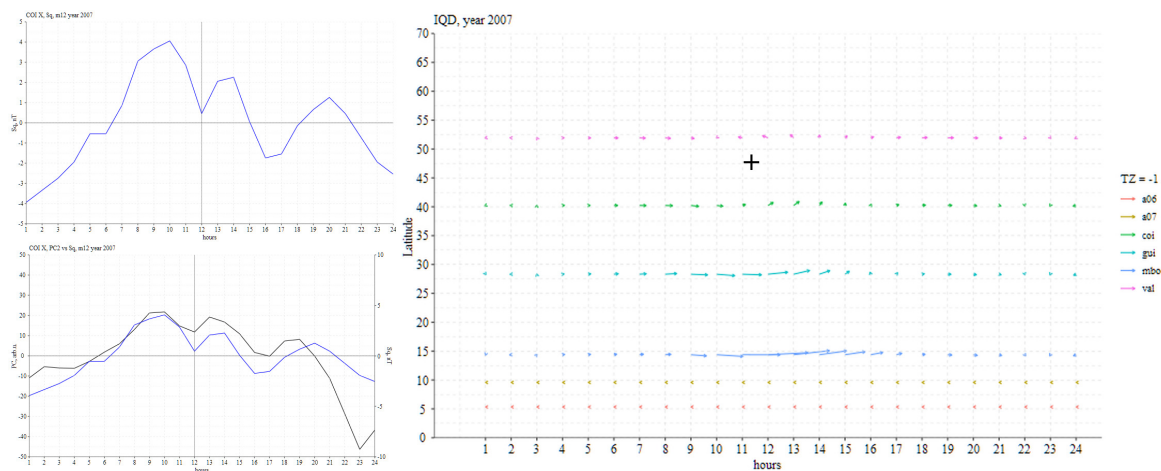 COI X, Sq, m12 year 2007
5
4
3
2
1
0
-1
-2
-3
-4
-5
Sq, nT
1 2 3 4 5 6 7 8 9 10 11 12 13 14 15 16 17 18 19 20 21 22 23 24
hours
COI X, PC2 vs Sq, m12 year 2007
50
40
30
20
10
0
-10
-20
-30
-40
-50
PC, arb.u.
10
5
0
-5
-10
Sq, nT
1 2 3 4 5 6 7 8 9 10 11 12 13 14 15 16 17 18 19 20 21 22 23 24
hours
IQD, year 2007
70
65
60
55
50
45
40
35
30
25
20
15
10
5
0
Latitude
1 2 3 4 5 6 7 8 9 10 11 12 13 14 15 16 17 18 19 20 21 22 23 24
hours
TZ = -1
a06
a07
coi
gui
mbo
val